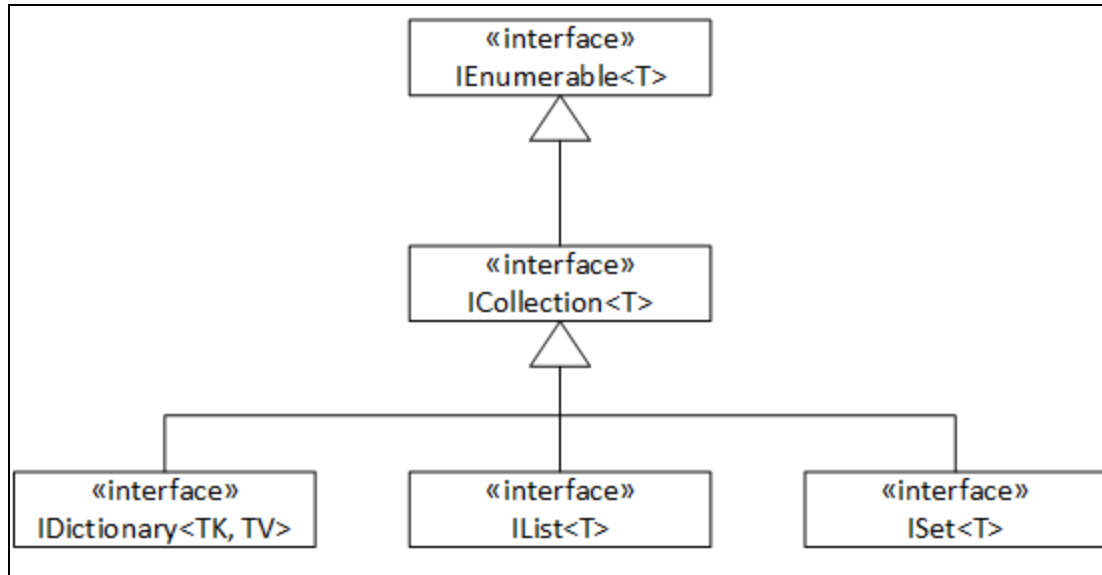 «interface»
IEnumerable<T>
«interface»
ICollection<T>
«interface»
IDictionary<TK, TV>
«interface»
IList<T>
«interface»
ISet<T>